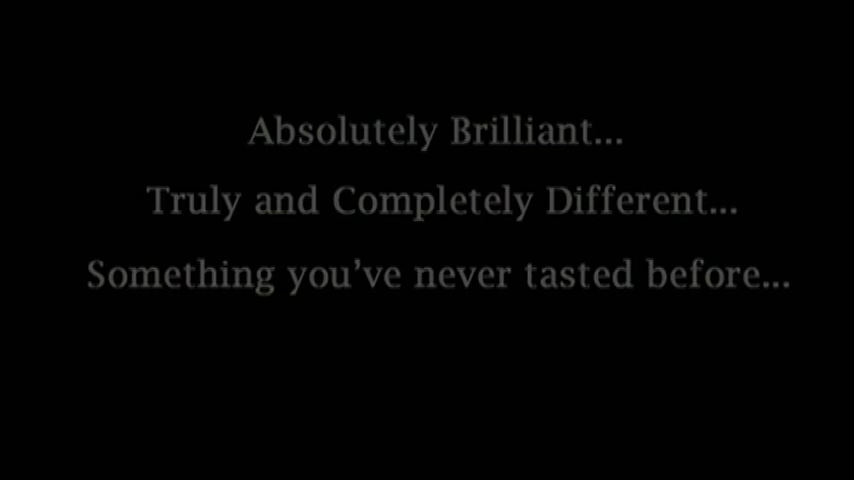 Absolutely Brilliant...
Truly and Completely Different...
Something you've never tasted before...